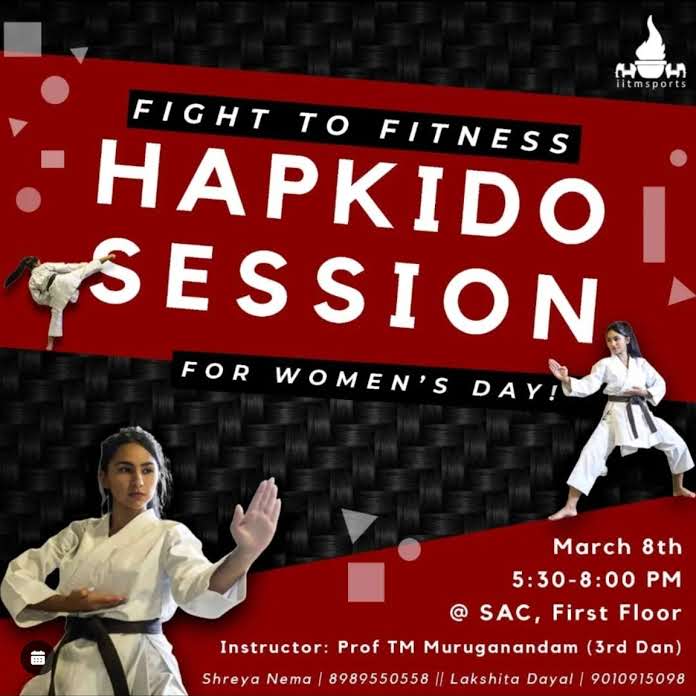 iitmsports
FIGHT TO FITNESS
HAPKIDO
SESSION
FOR WOMEN'S DAY!
March 8th
5:30-8:00 PM
@ SAC, First Floor
Instructor: Prof TM Muruganandam (3rd Dan)
Shreya Nema | 8989550558 || Lakshita Dayal | 9010915098